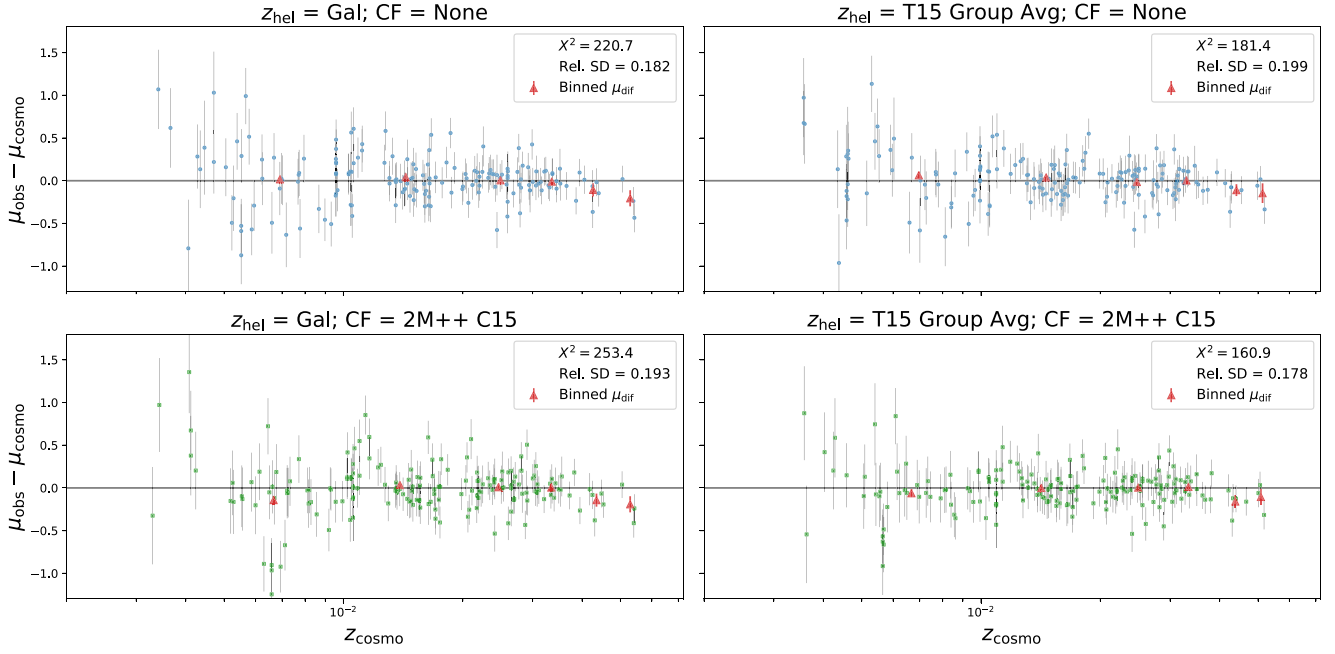 z_hel = Gal; CF = None
X² = 220.7
Rel. SD = 0.182
Binned μ_dif
1.5
1.0
0.5
0.0
−0.5
−1.0
μ_obs − μ_cosmo
z_hel = T15 Group Avg; CF = None
X² = 181.4
Rel. SD = 0.199
Binned μ_dif
z_hel = Gal; CF = 2M++ C15
X² = 253.4
Rel. SD = 0.193
Binned μ_dif
1.5
1.0
0.5
0.0
−0.5
−1.0
μ_obs − μ_cosmo
10⁻²
z_cosmo
z_hel = T15 Group Avg; CF = 2M++ C15
X² = 160.9
Rel. SD = 0.178
Binned μ_dif
10⁻²
z_cosmo